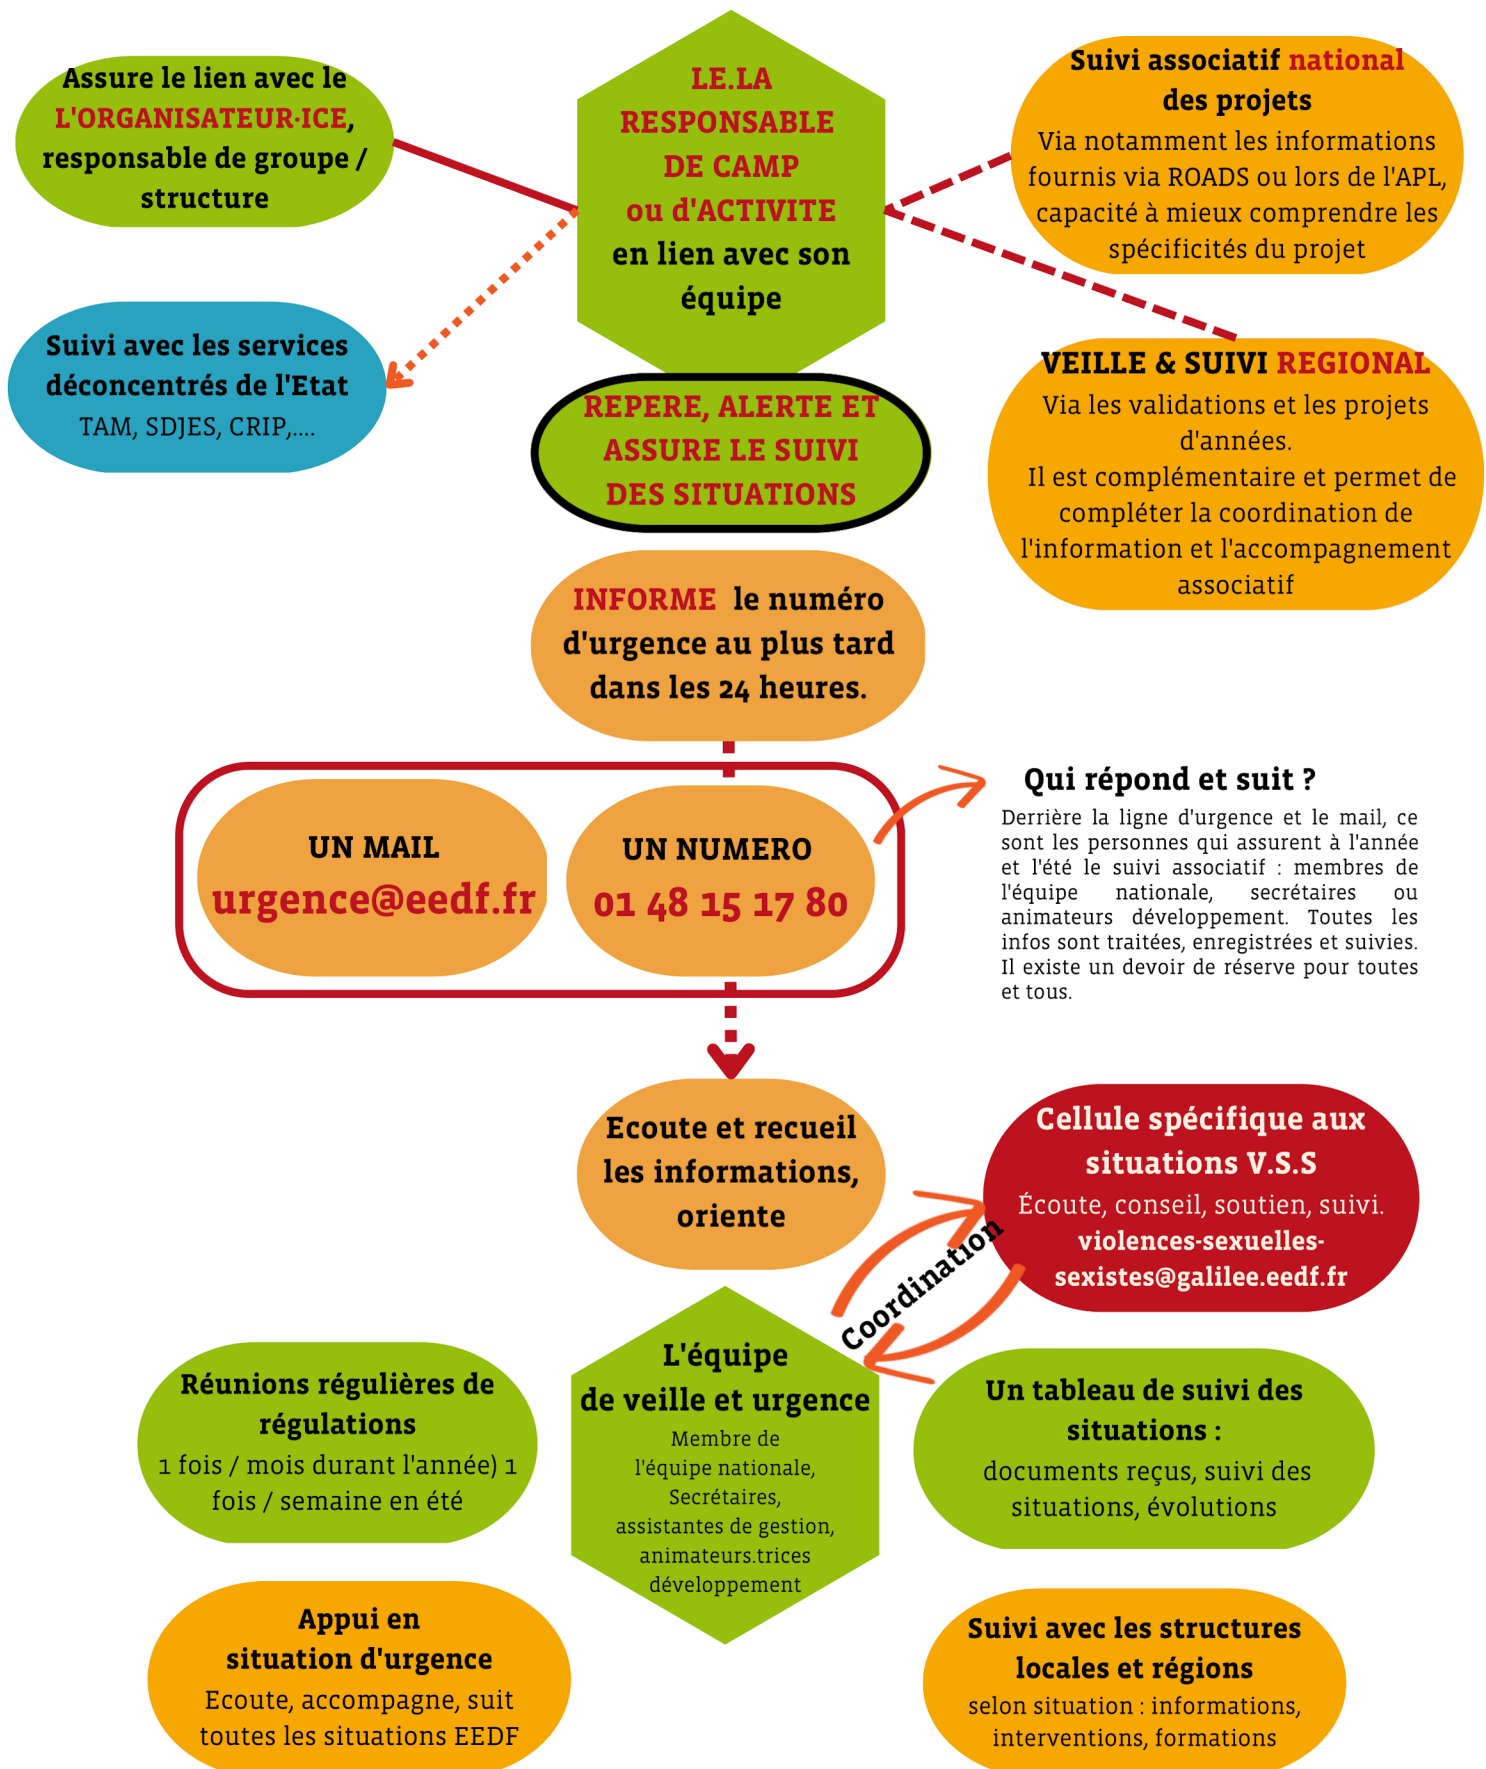 Assure le lien avec le
L'ORGANISATEUR·ICE,
responsable de groupe /
structure
LE.LA
RESPONSABLE
DE CAMP
ou d'ACTIVITE
en lien avec son
équipe
Suivi associatif national
des projets
Via notamment les informations
fournis via ROADS ou lors de l'APL,
capacité à mieux comprendre les
spécificités du projet
Suivi avec les services
déconcentrés de l'Etat
TAM, SDJES, CRIP,....
REPERE, ALERTE ET
ASSURE LE SUIVI
DES SITUATIONS
VEILLE & SUIVI REGIONAL
Via les validations et les projets
d'années.
Il est complémentaire et permet de
compléter la coordination de
l'information et l'accompagnement
associatif
INFORME le numéro
d'urgence au plus tard
dans les 24 heures.
UN MAIL
urgence@eedf.fr
UN NUMERO
01 48 15 17 80
Qui répond et suit ?
Derrière la ligne d'urgence et le mail, ce
sont les personnes qui assurent à l'année
et l'été le suivi associatif : membres de
l'équipe nationale, secrétaires ou
animateurs développement. Toutes les
infos sont traitées, enregistrées et suivies.
Il existe un devoir de réserve pour toutes
et tous.
Ecoute et recueil
les informations,
oriente
Cellule spécifique aux
situations V.S.S
Écoute, conseil, soutien, suivi.
violences-sexuelles-
sexistes@galilee.eedf.fr
Coordination
L'équipe
de veille et urgence
Membre de
l'équipe nationale,
Secrétaires,
assistantes de gestion,
animateurs.trices
développement
Réunions régulières de
régulations
1 fois / mois durant l'année) 1
fois / semaine en été
Un tableau de suivi des
situations :
documents reçus, suivi des
situations, évolutions
Appui en
situation d'urgence
Ecoute, accompagne, suit
toutes les situations EEDF
Suivi avec les structures
locales et régions
selon situation : informations,
interventions, formations